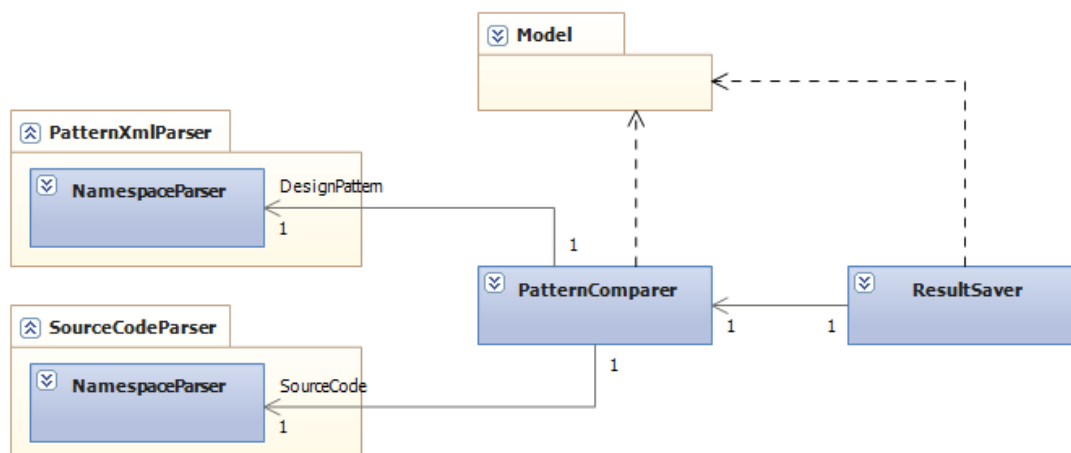 Model
PatternXmlParser
NamespaceParser
DesignPattern
1
1
PatternComparer
ResultSaver
1
1
SourceCodeParser
1
NamespaceParser
SourceCode
1